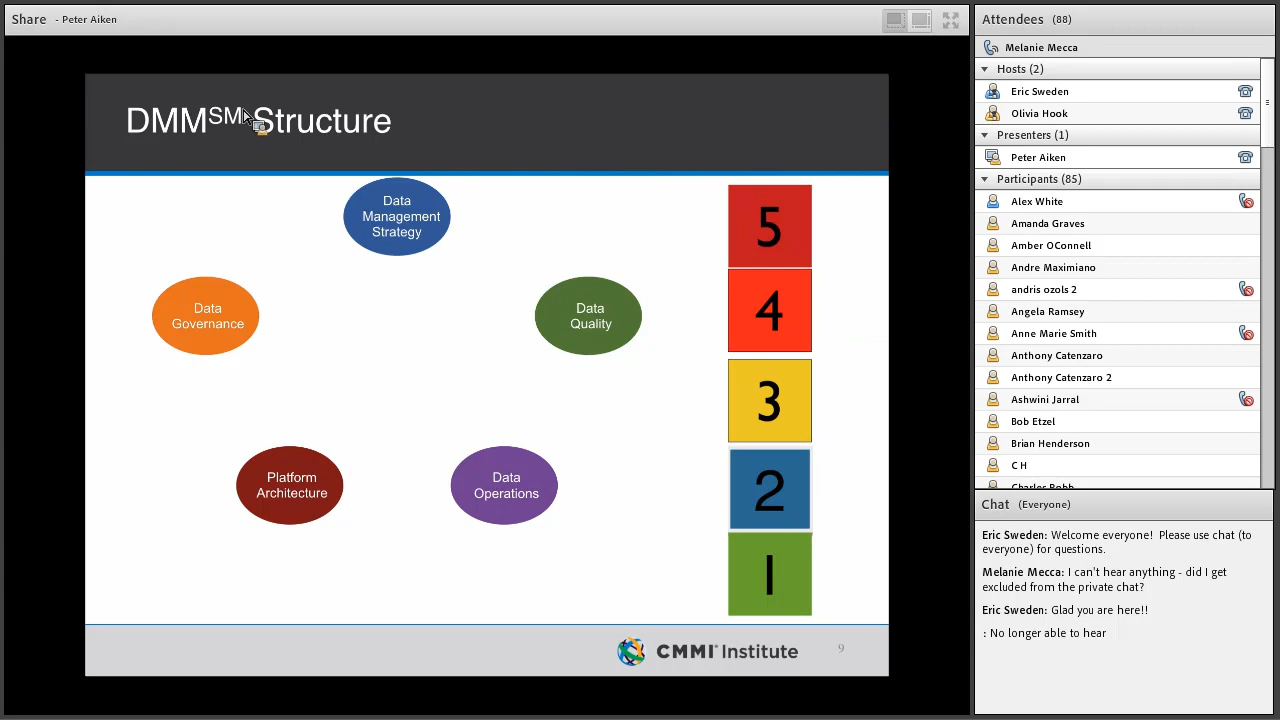 Share - Peter Aiken
DMM℠ Structure
Data
Management
Strategy
Data
Governance
Data
Quality
Platform
Architecture
Data
Operations
5
4
3
2
1
CMMI® Institute
9
Attendees (88)
Melanie Mecca
Hosts (2)
Eric Sweden
Olivia Hook
Presenters (1)
Peter Aiken
Participants (85)
Alex White
Amanda Graves
Amber OConnell
Andre Maximiano
andris ozols 2
Angela Ramsey
Anne Marie Smith
Anthony Catenzaro
Anthony Catenzaro 2
Ashwini Jarral
Bob Etzel
Brian Henderson
C H
Charles Robb
Chat (Everyone)
Eric Sweden: Welcome everyone! Please use chat (to
everyone) for questions.
Melanie Mecca: I can't hear anything - did I get
excluded from the private chat?
Eric Sweden: Glad you are here!!
: No longer able to hear